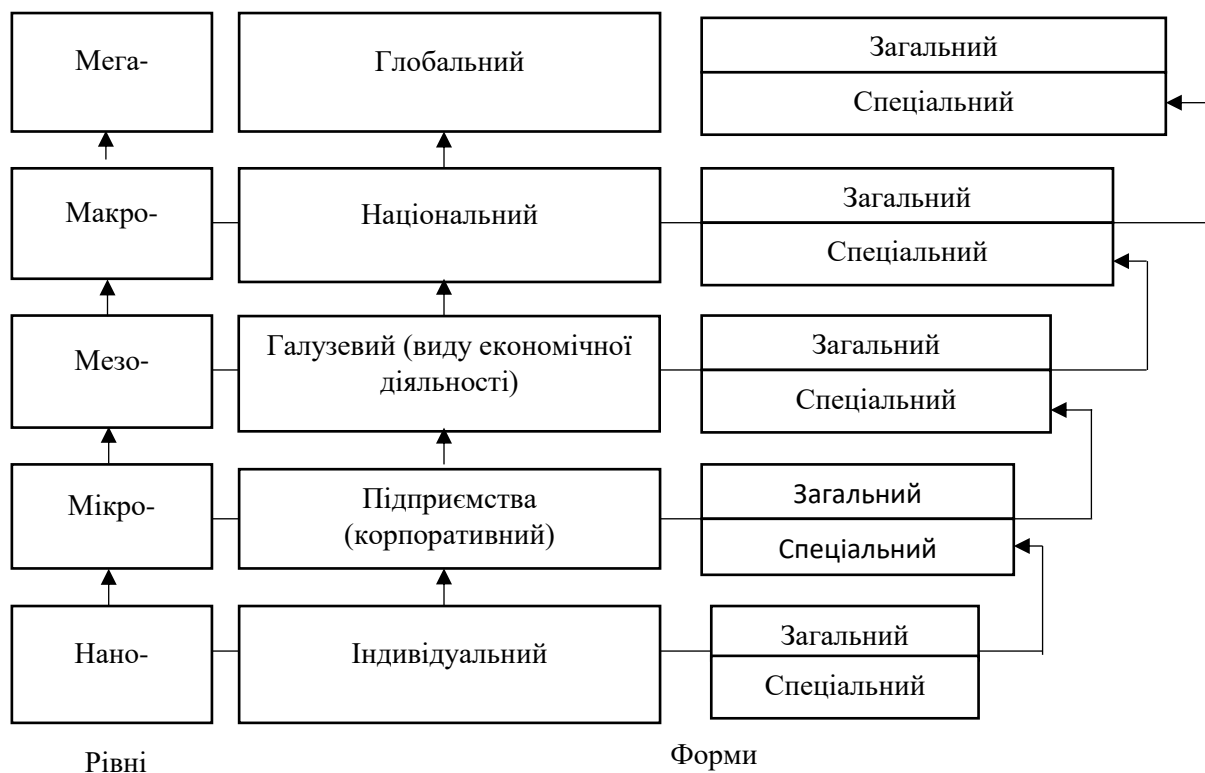 Мега-
Глобальний
Загальний
Спеціальний
Макро-
Національний
Загальний
Спеціальний
Мезо-
Галузевий (виду економічної
діяльності)
Загальний
Спеціальний
Мікро-
Підприємства
(корпоративний)
Загальний
Спеціальний
Нано-
Індивідуальний
Загальний
Спеціальний
Рівні
Форми